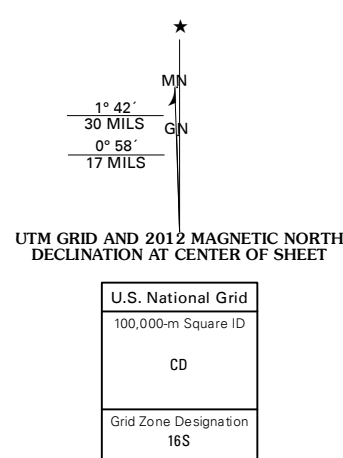 ★
MN
1° 42´
30 MILS
GN
0° 58´
17 MILS
UTM GRID AND 2012 MAGNETIC NORTH
DECLINATION AT CENTER OF SHEET
U.S. National Grid
100,000-m Square ID
CD
Grid Zone Designation
16S